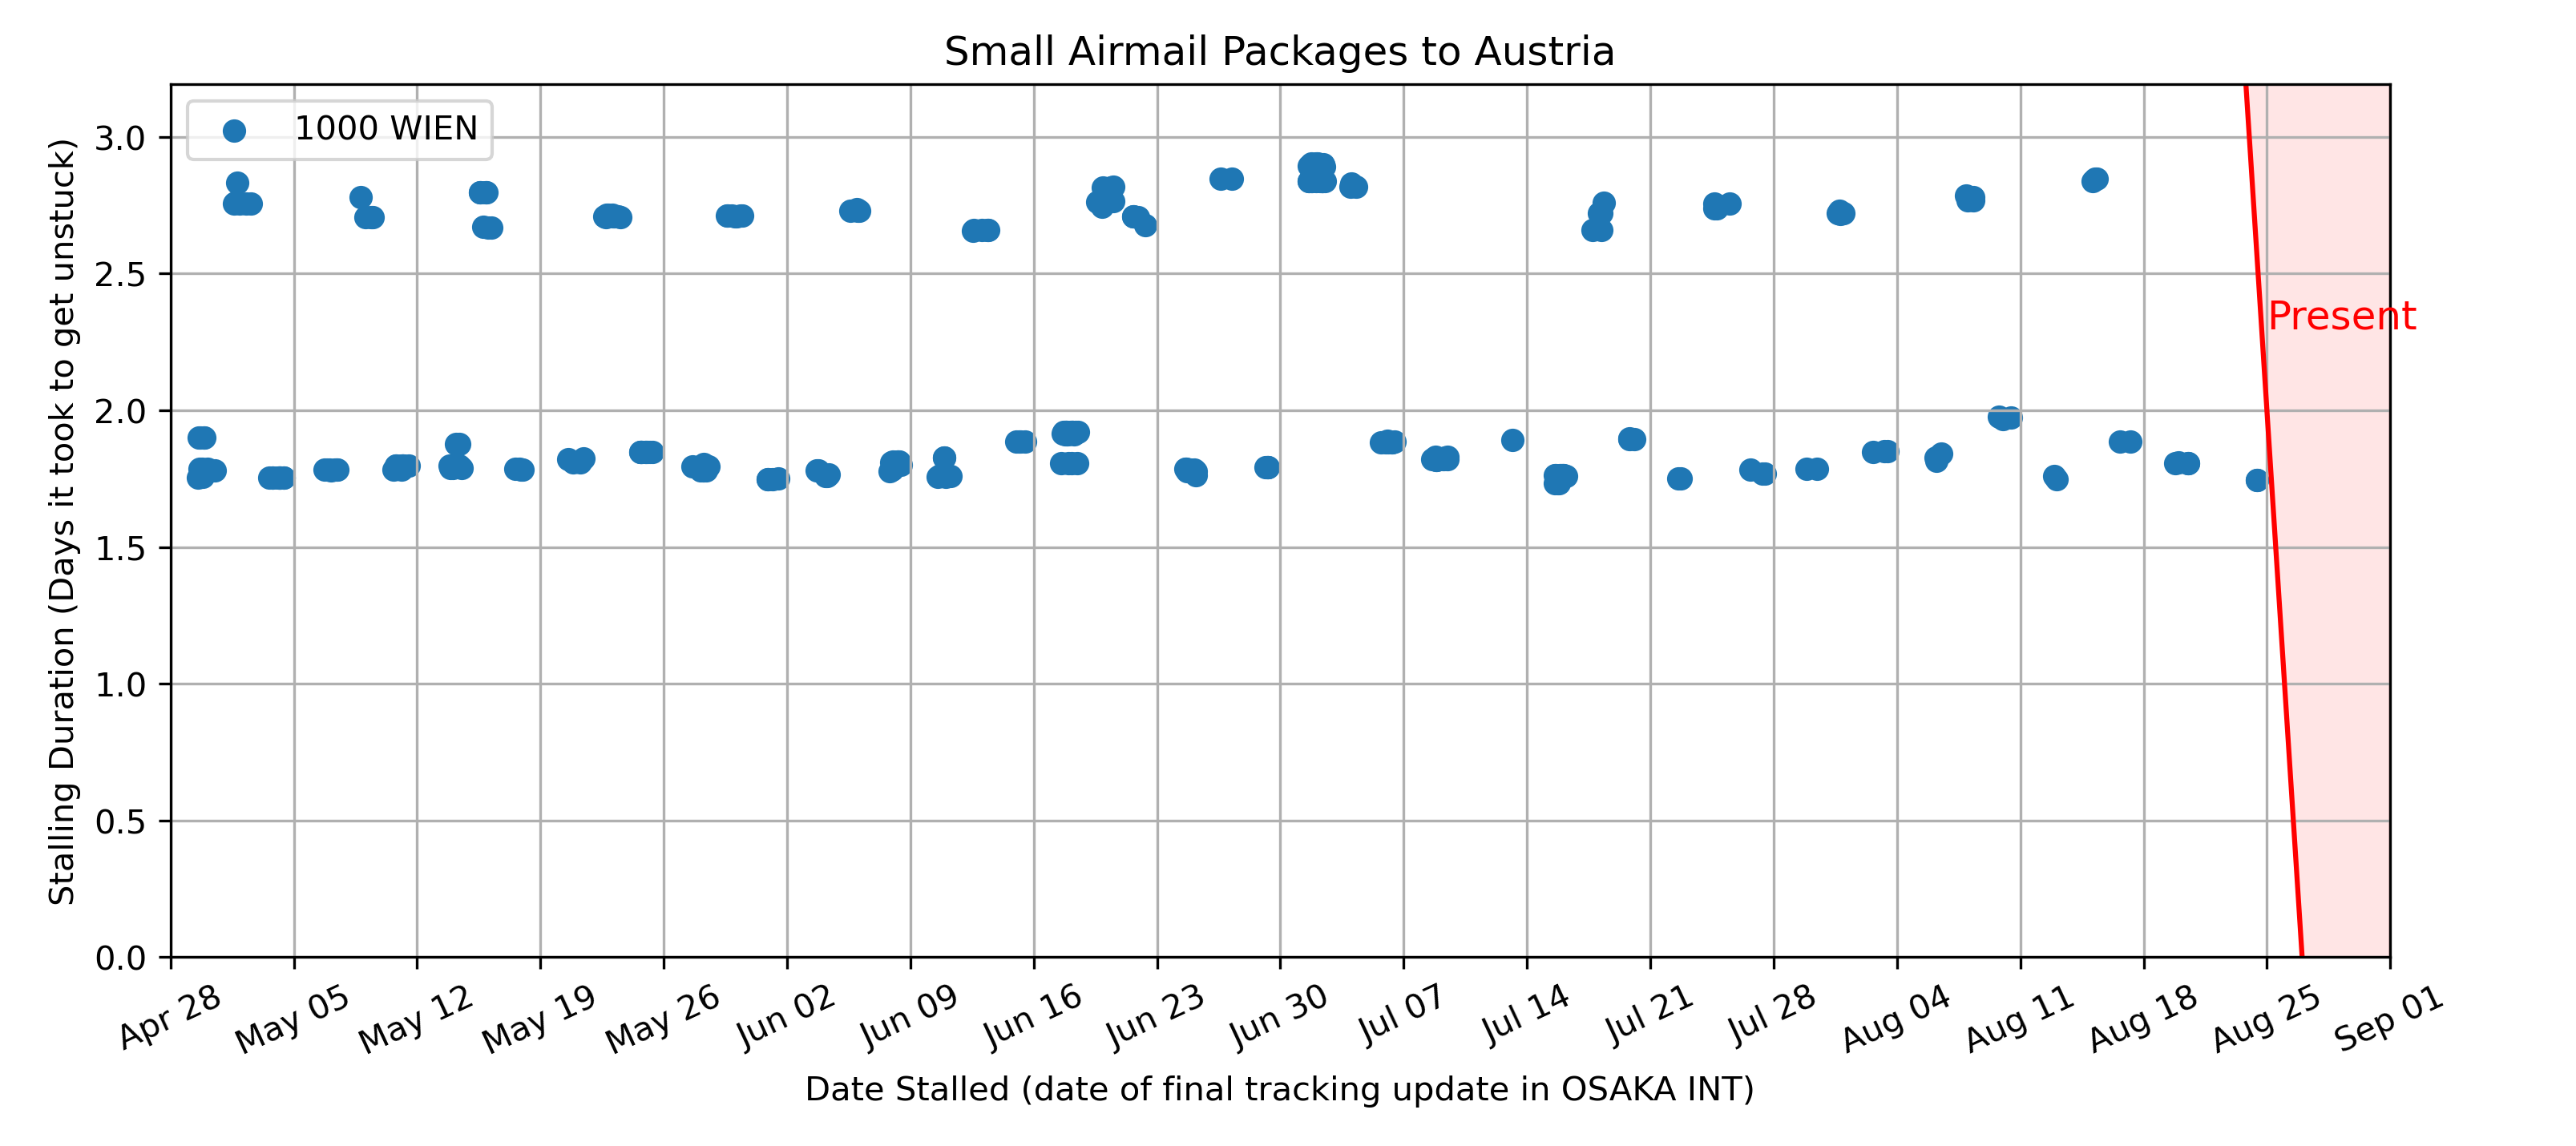 Small Airmail Packages to Austria
1000 WIEN
Stalling Duration (Days it took to get unstuck)
3.0
2.5
2.0
1.5
1.0
0.5
0.0
Present
Apr 28
May 05
May 12
May 19
May 26
Jun 02
Jun 09
Jun 16
Jun 23
Jun 30
Jul 07
Jul 14
Jul 21
Jul 28
Aug 04
Aug 11
Aug 18
Aug 25
Sep 01
Date Stalled (date of final tracking update in OSAKA INT)